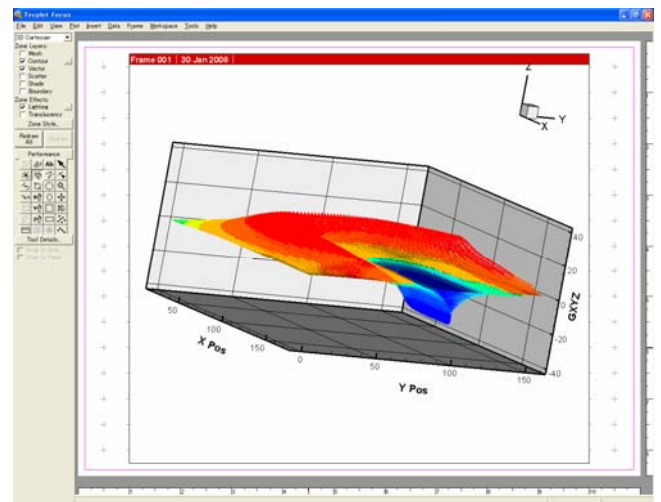 Tecplot Focus
File Edit View Plot Insert Data Frame Workspace Tools Help
3D Cartesian
Zone Layers:
Mesh
Contour
Vector
Scatter
Shade
Boundary
Zone Effects:
Lighting
Translucency
Zone Style...
Redraw All
Redraw
Performance
Tool Details...
Frame 001 | 30 Jan 2008 |
Z
Y
X
40
20
0
-20
-40
GXYZ
50
100
150
X Pos
0
50
100
150
Y Pos